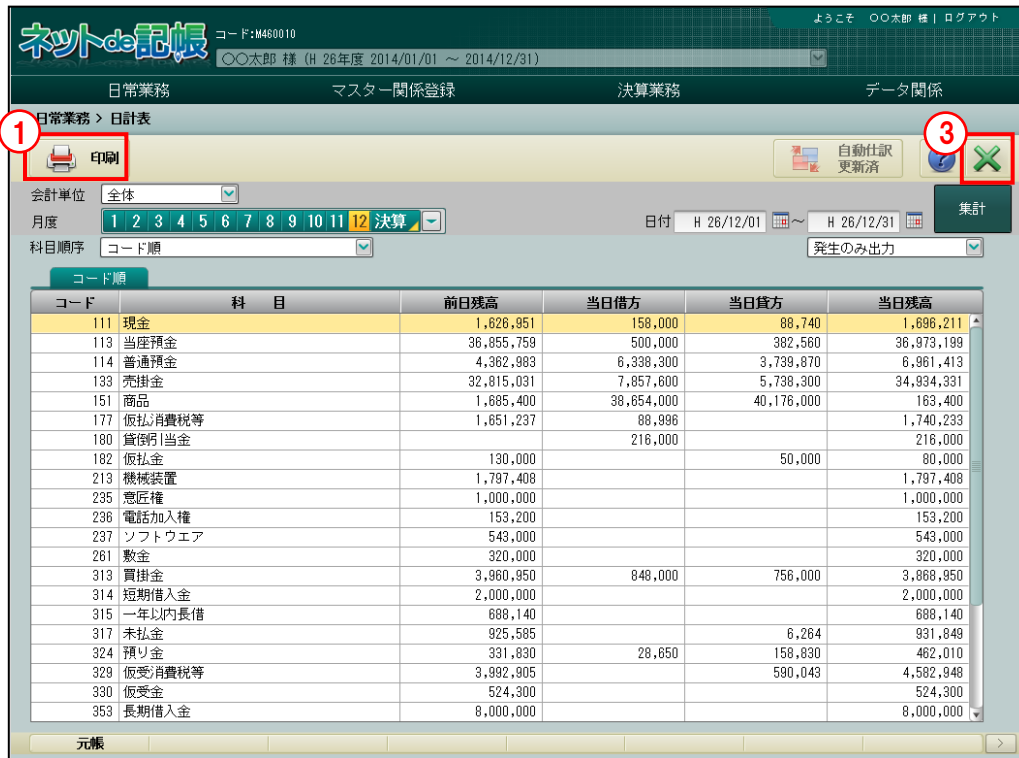 ようこそ ○○太郎 様 | ログアウト
ネットde記帳 コード:M460010
○○太郎 様 (H 26年度 2014/01/01 ～ 2014/12/31)
日常業務 マスター関係登録 決算業務 データ関係
日常業務 > 日計表
① ③
印刷 自動仕訳
更新済 ?
会計単位 全体
月度 1 2 3 4 5 6 7 8 9 10 11 12 決算 日付 H 26/12/01 ～ H 26/12/31 集計
科目順序 コード順 発生のみ出力
コード順
コード 科 目 前日残高 当日借方 当日貸方 当日残高
111 現金 1,626,951 158,000 88,740 1,696,211
113 当座預金 36,855,759 500,000 382,560 36,973,199
114 普通預金 4,362,983 6,338,300 3,739,870 6,961,413
133 売掛金 32,815,031 7,857,600 5,738,300 34,934,331
151 商品 1,685,400 38,654,000 40,176,000 163,400
177 仮払消費税等 1,651,237 88,996 1,740,233
180 貸倒引当金 216,000 216,000
182 仮払金 130,000 50,000 80,000
213 機械装置 1,797,408 1,797,408
235 意匠権 1,000,000 1,000,000
236 電話加入権 153,200 153,200
237 ソフトウエア 543,000 543,000
261 敷金 320,000 320,000
313 買掛金 3,960,950 848,000 756,000 3,868,950
314 短期借入金 2,000,000 2,000,000
315 一年以内長借 688,140 688,140
317 未払金 925,585 6,264 931,849
324 預り金 331,830 28,650 158,830 462,010
329 仮受消費税等 3,992,905 590,043 4,582,948
330 仮受金 524,300 524,300
353 長期借入金 8,000,000 8,000,000
元帳